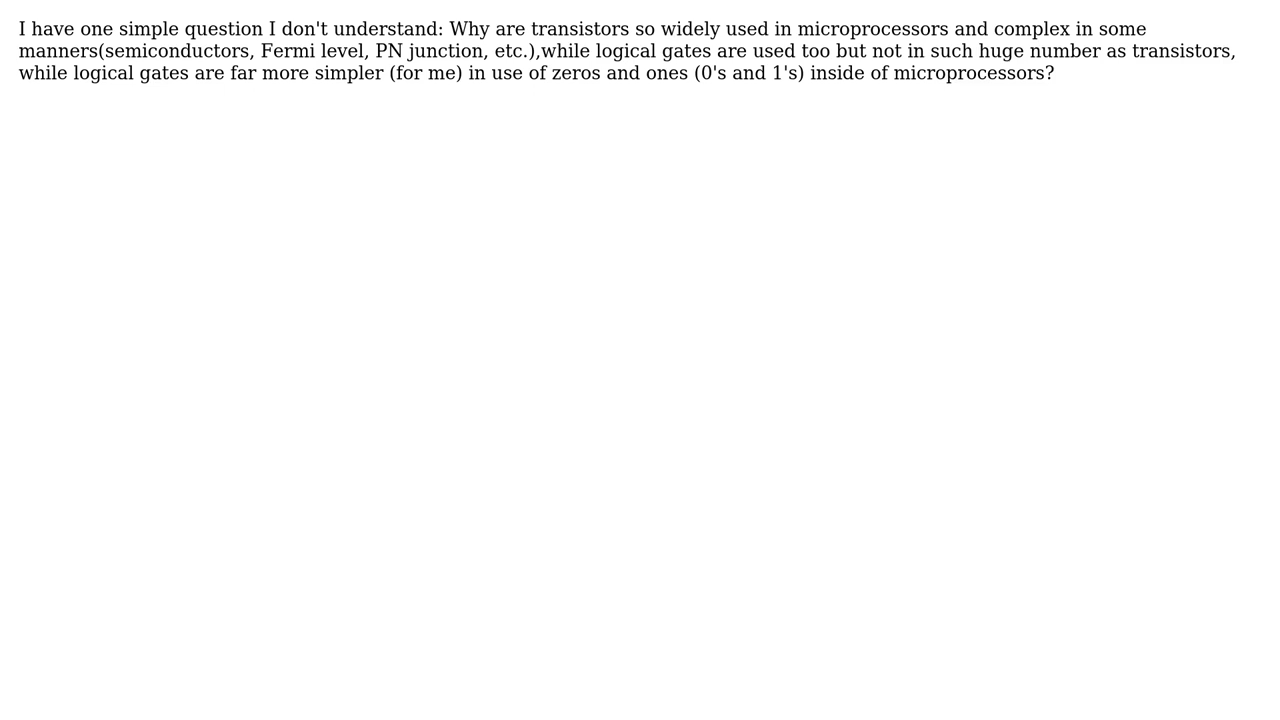 I have one simple question I don't understand: Why are transistors so widely used in microprocessors and complex in some
manners(semiconductors, Fermi level, PN junction, etc.),while logical gates are used too but not in such huge number as transistors,
while logical gates are far more simpler (for me) in use of zeros and ones (0's and 1's) inside of microprocessors?